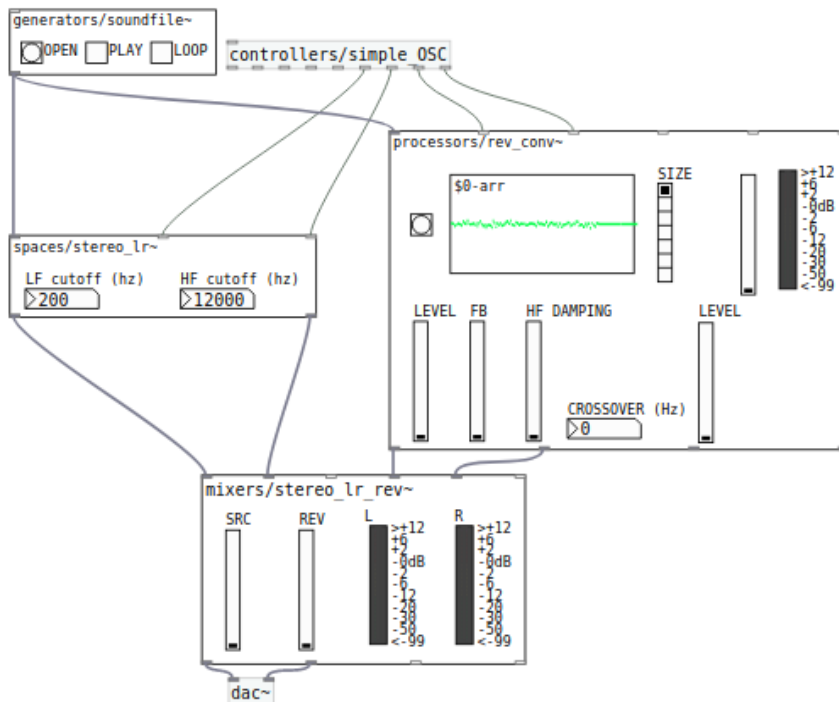 generators/soundfile~
OPEN PLAY LOOP
controllers/simple_OSC
processors/rev_conv~
$0-arr
SIZE
>+12
+6
+2
-0dB
-2
-6
-12
-20
-30
-50
<-99
spaces/stereo_lr~
LF cutoff (hz) HF cutoff (hz)
200 12000
LEVEL FB HF DAMPING LEVEL
CROSSOVER (Hz)
0
mixers/stereo_lr_rev~
SRC REV L R
>+12 >+12
+6 +6
+2 +2
-0dB -0dB
-2 -2
-6 -6
-12 -12
-20 -20
-30 -30
-50 -50
<-99 <-99
dac~